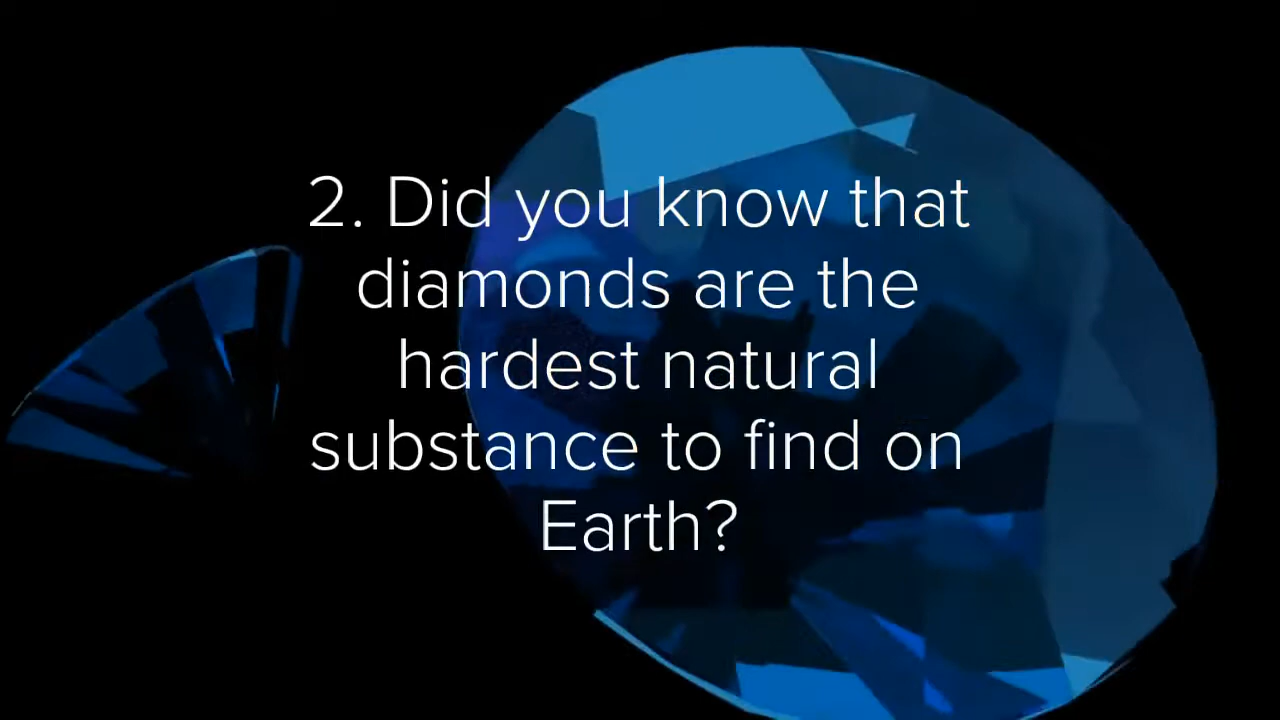 2. Did you know that
diamonds are the
hardest natural
substance to find on
Earth?